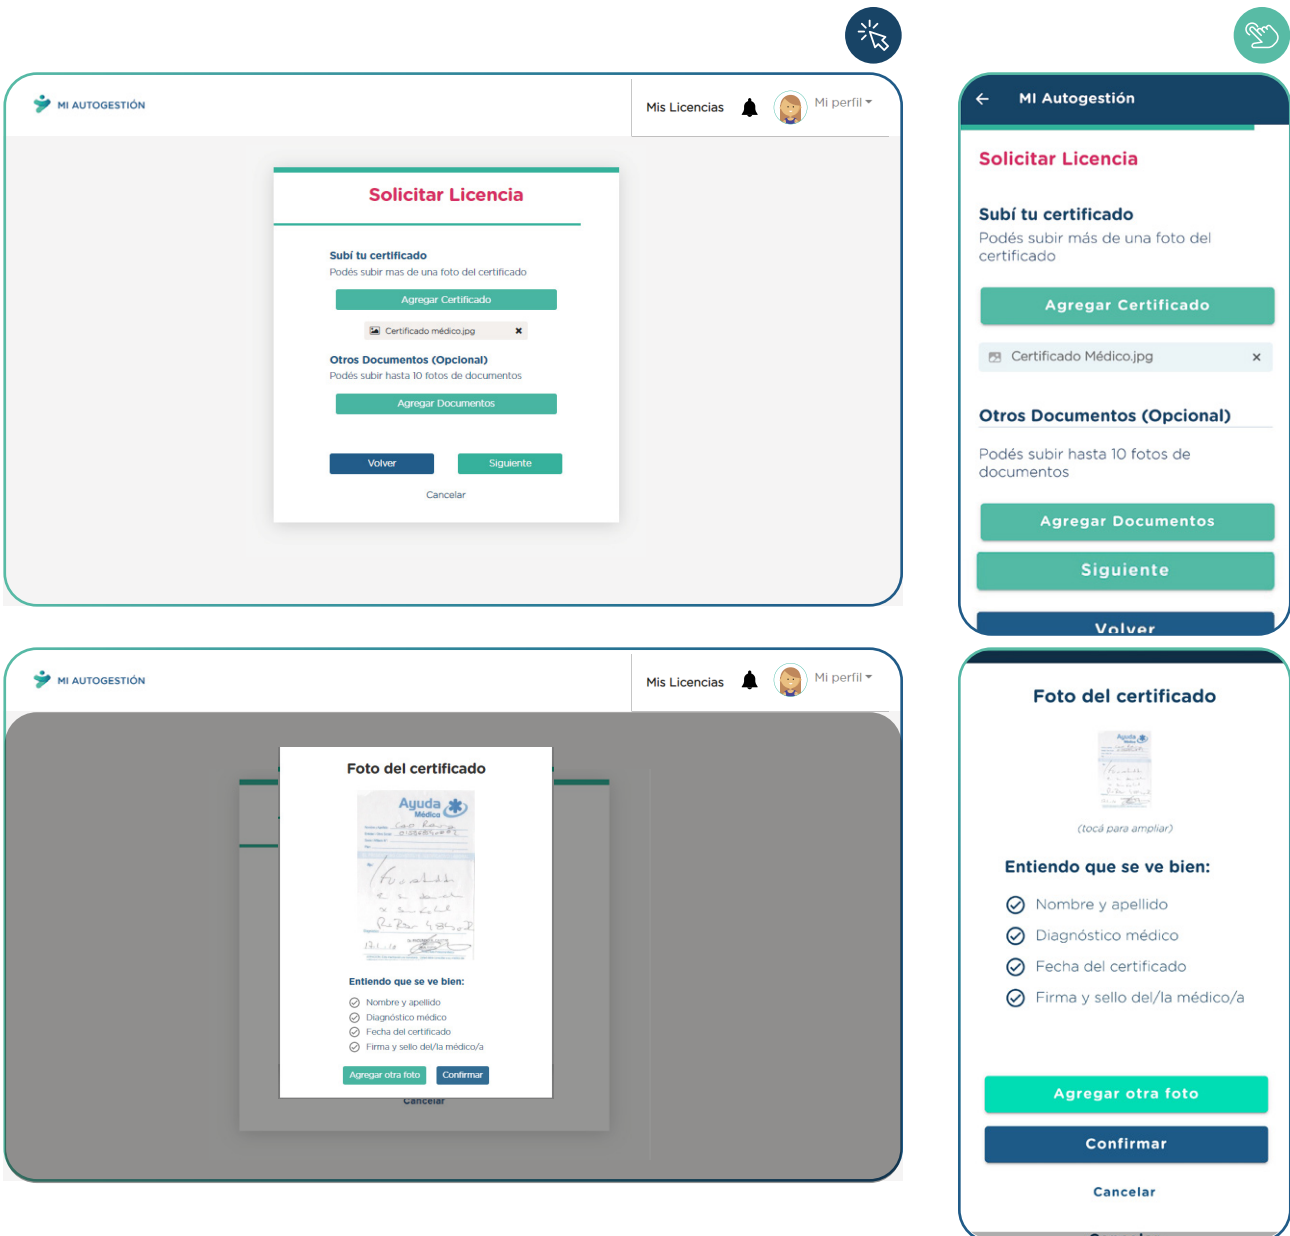 MI AUTOGESTIÓN
Mis Licencias
Mi perfil
Solicitar Licencia
Subí tu certificado
Podés subir mas de una foto del certificado
Agregar Certificado
Certificado médico.jpg
Otros Documentos (Opcional)
Podés subir hasta 10 fotos de documentos
Agregar Documentos
Volver
Siguiente
Cancelar
MI Autogestión
Solicitar Licencia
Subí tu certificado
Podés subir más de una foto del
certificado
Agregar Certificado
Certificado Médico.jpg
Otros Documentos (Opcional)
Podés subir hasta 10 fotos de
documentos
Agregar Documentos
Siguiente
Volver
MI AUTOGESTIÓN
Mis Licencias
Mi perfil
Foto del certificado
Ayuda
Médica
Entiendo que se ve bien:
Nombre y apellido
Diagnóstico médico
Fecha del certificado
Firma y sello del/la médico/a
Agregar otra foto
Confirmar
Cancelar
Foto del certificado
Ayuda
Médica
(tocá para ampliar)
Entiendo que se ve bien:
Nombre y apellido
Diagnóstico médico
Fecha del certificado
Firma y sello del/la médico/a
Agregar otra foto
Confirmar
Cancelar